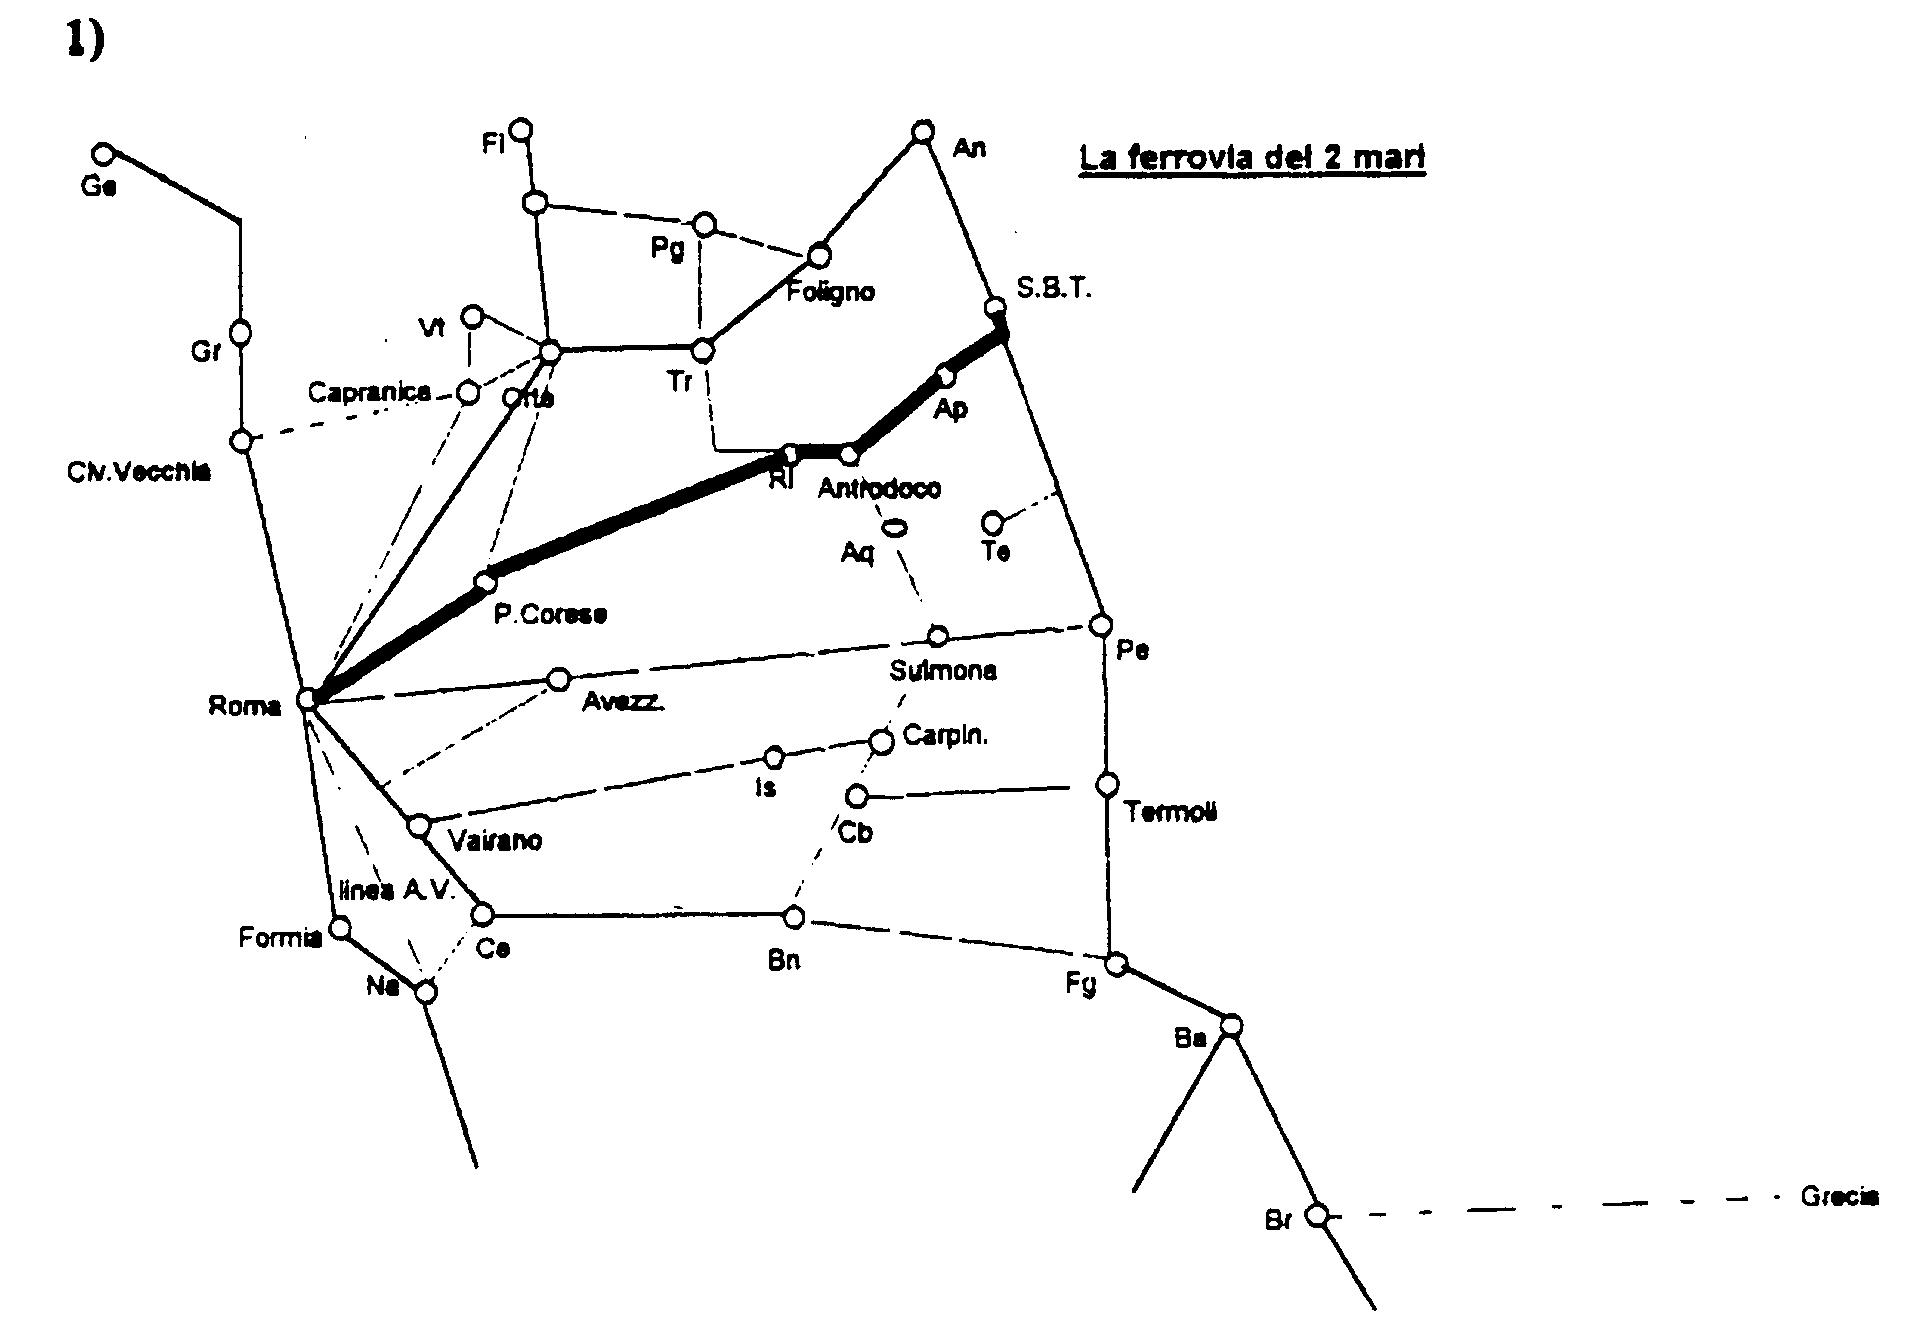 1)
La ferrovia dei 2 mari
Fi
An
Ge
Pg
Foligno
S.B.T.
Vt
Gr
Tr
Capranica
Orte
Ap
Civ.Vecchia
Ri
Antrodoco
Aq
Te
P.Corese
Pe
Sulmona
Roma
Avezz.
Carpin.
Is
Termoli
Cb
Vairano
linea A.V.
Formia
Ce
Bn
Na
Fg
Ba
Grecia
Br